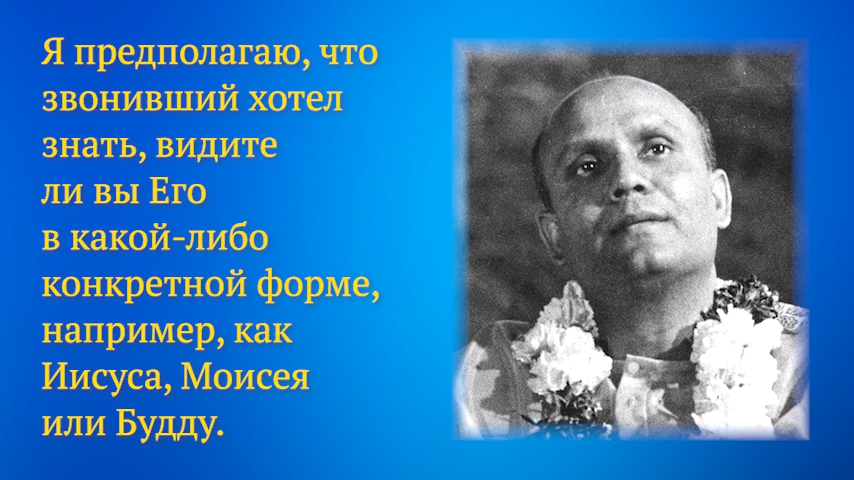 Я предполагаю, что
звонивший хотел
знать, видите
ли вы Его
в какой-либо
конкретной форме,
например, как
Иисуса, Моисея
или Будду.